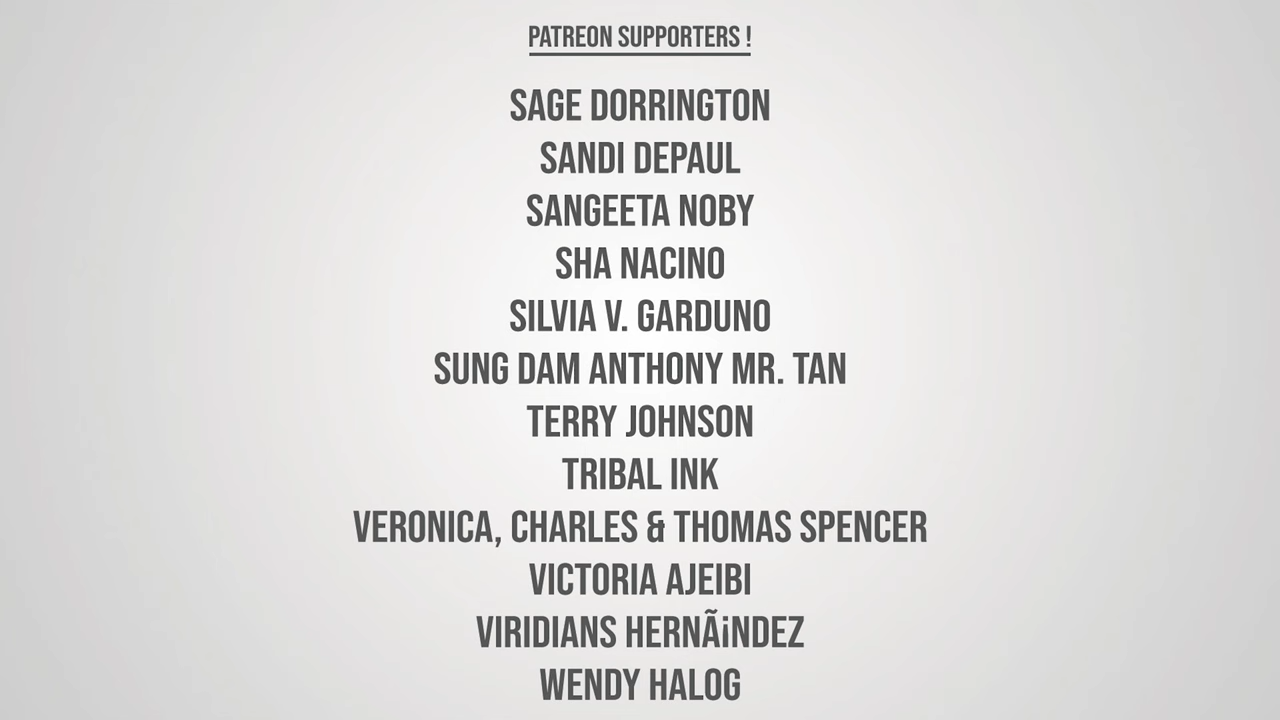 PATREON SUPPORTERS !
SAGE DORRINGTON
SANDI DEPAUL
SANGEETA NOBY
SHA NACINO
SILVIA V. GARDUNO
SUNG DAM ANTHONY MR. TAN
TERRY JOHNSON
TRIBAL INK
VERONICA, CHARLES & THOMAS SPENCER
VICTORIA AJEIBI
VIRIDIANS HERNÃ¡NDEZ
WENDY HALOG